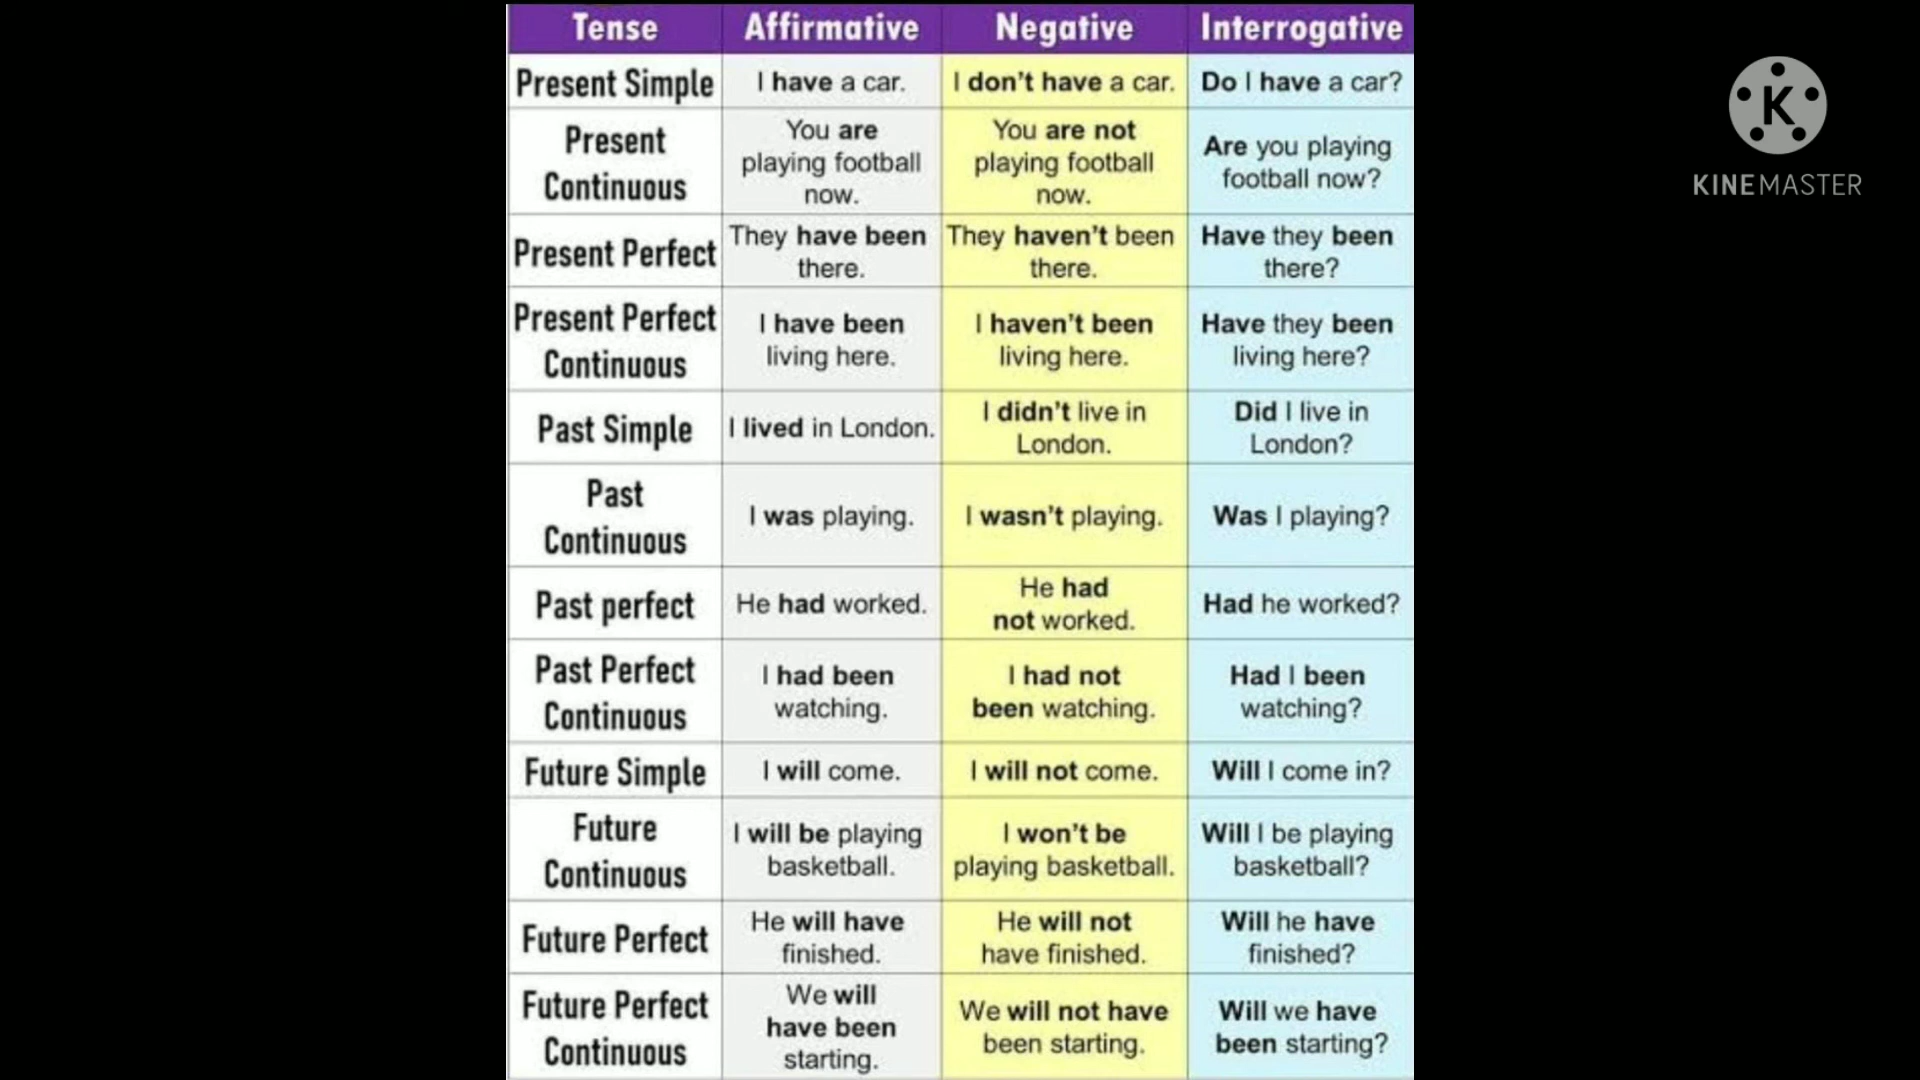 Tense Affirmative Negative Interrogative
Present Simple I have a car. I don't have a car. Do I have a car?
Present
Continuous
You are
playing football
now.
You are not
playing football
now.
Are you playing
football now?
Present Perfect
They have been
there.
They haven't been
there.
Have they been
there?
Present Perfect
Continuous
I have been
living here.
I haven't been
living here.
Have they been
living here?
Past Simple
I lived in London.
I didn't live in
London.
Did I live in
London?
Past
Continuous
I was playing.
I wasn't playing.
Was I playing?
Past perfect
He had worked.
He had
not worked.
Had he worked?
Past Perfect
Continuous
I had been
watching.
I had not
been watching.
Had I been
watching?
Future Simple I will come. I will not come. Will I come in?
Future
Continuous
I will be playing
basketball.
I won't be
playing basketball.
Will I be playing
basketball?
Future Perfect
He will have
finished.
He will not
have finished.
Will he have
finished?
Future Perfect
Continuous
We will
have been
starting.
We will not have
been starting.
Will we have
been starting?
K
KINEMASTER